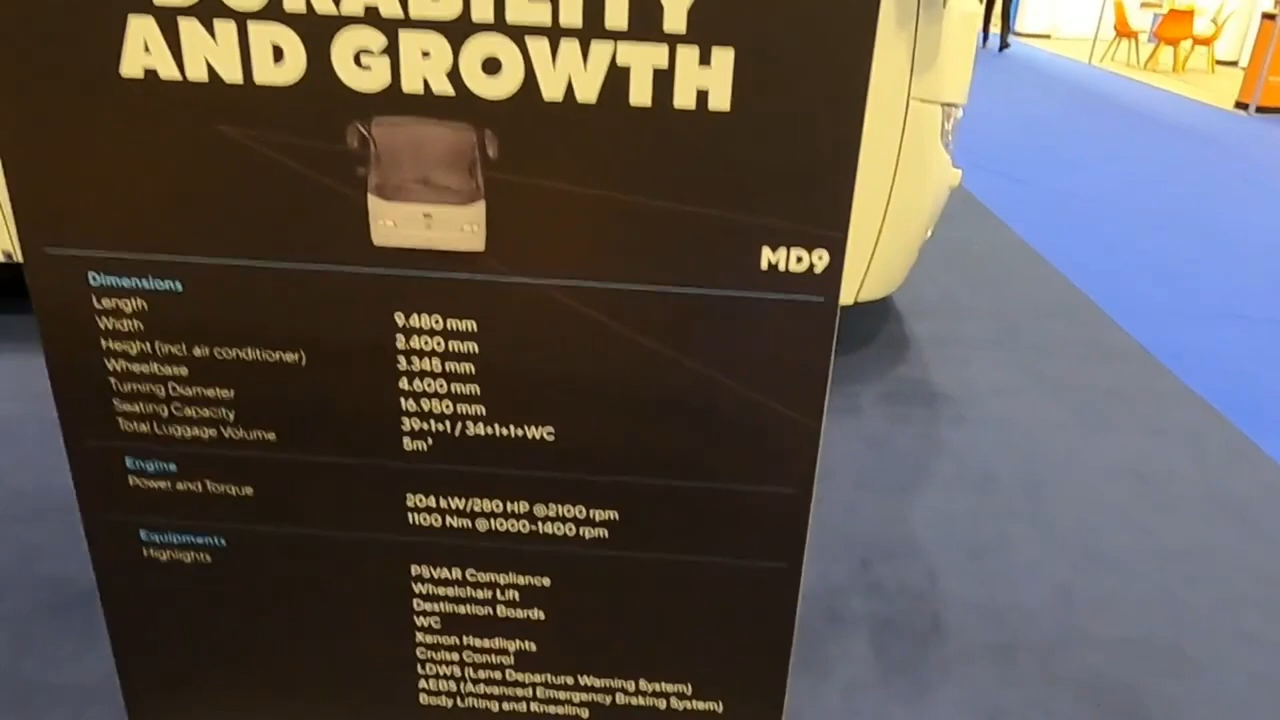 DURABILITY
AND GROWTH
MD9
Dimensions
Length 9.480 mm
Width 2.400 mm
Height (incl. air conditioner) 3.345 mm
Wheelbase 4.600 mm
Turning Diameter 16.980 mm
Seating Capacity 39+1+1 / 34+1+1+WC
Total Luggage Volume 5m³
Engine
Power and Torque 204 kW/280 HP @2100 rpm
1100 Nm @1000-1400 rpm
Equipments
Highlights PSVAR Compliance
Wheelchair Lift
Destination Boards
WC
Xenon Headlights
Cruise Control
LDWS (Lane Departure Warning System)
AEBS (Advanced Emergency Braking System)
Body Lifting and Kneeling